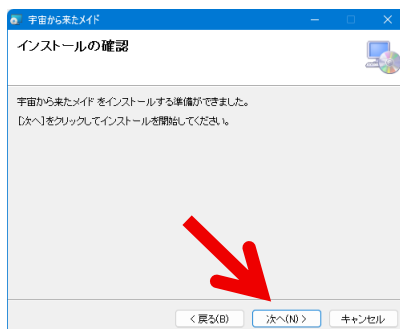 宇宙から来たメイド
インストールの確認
宇宙から来たメイド をインストールする準備ができました。
[次へ]をクリックしてインストールを開始してください。
< 戻る(B)
次へ(N) >
キャンセル